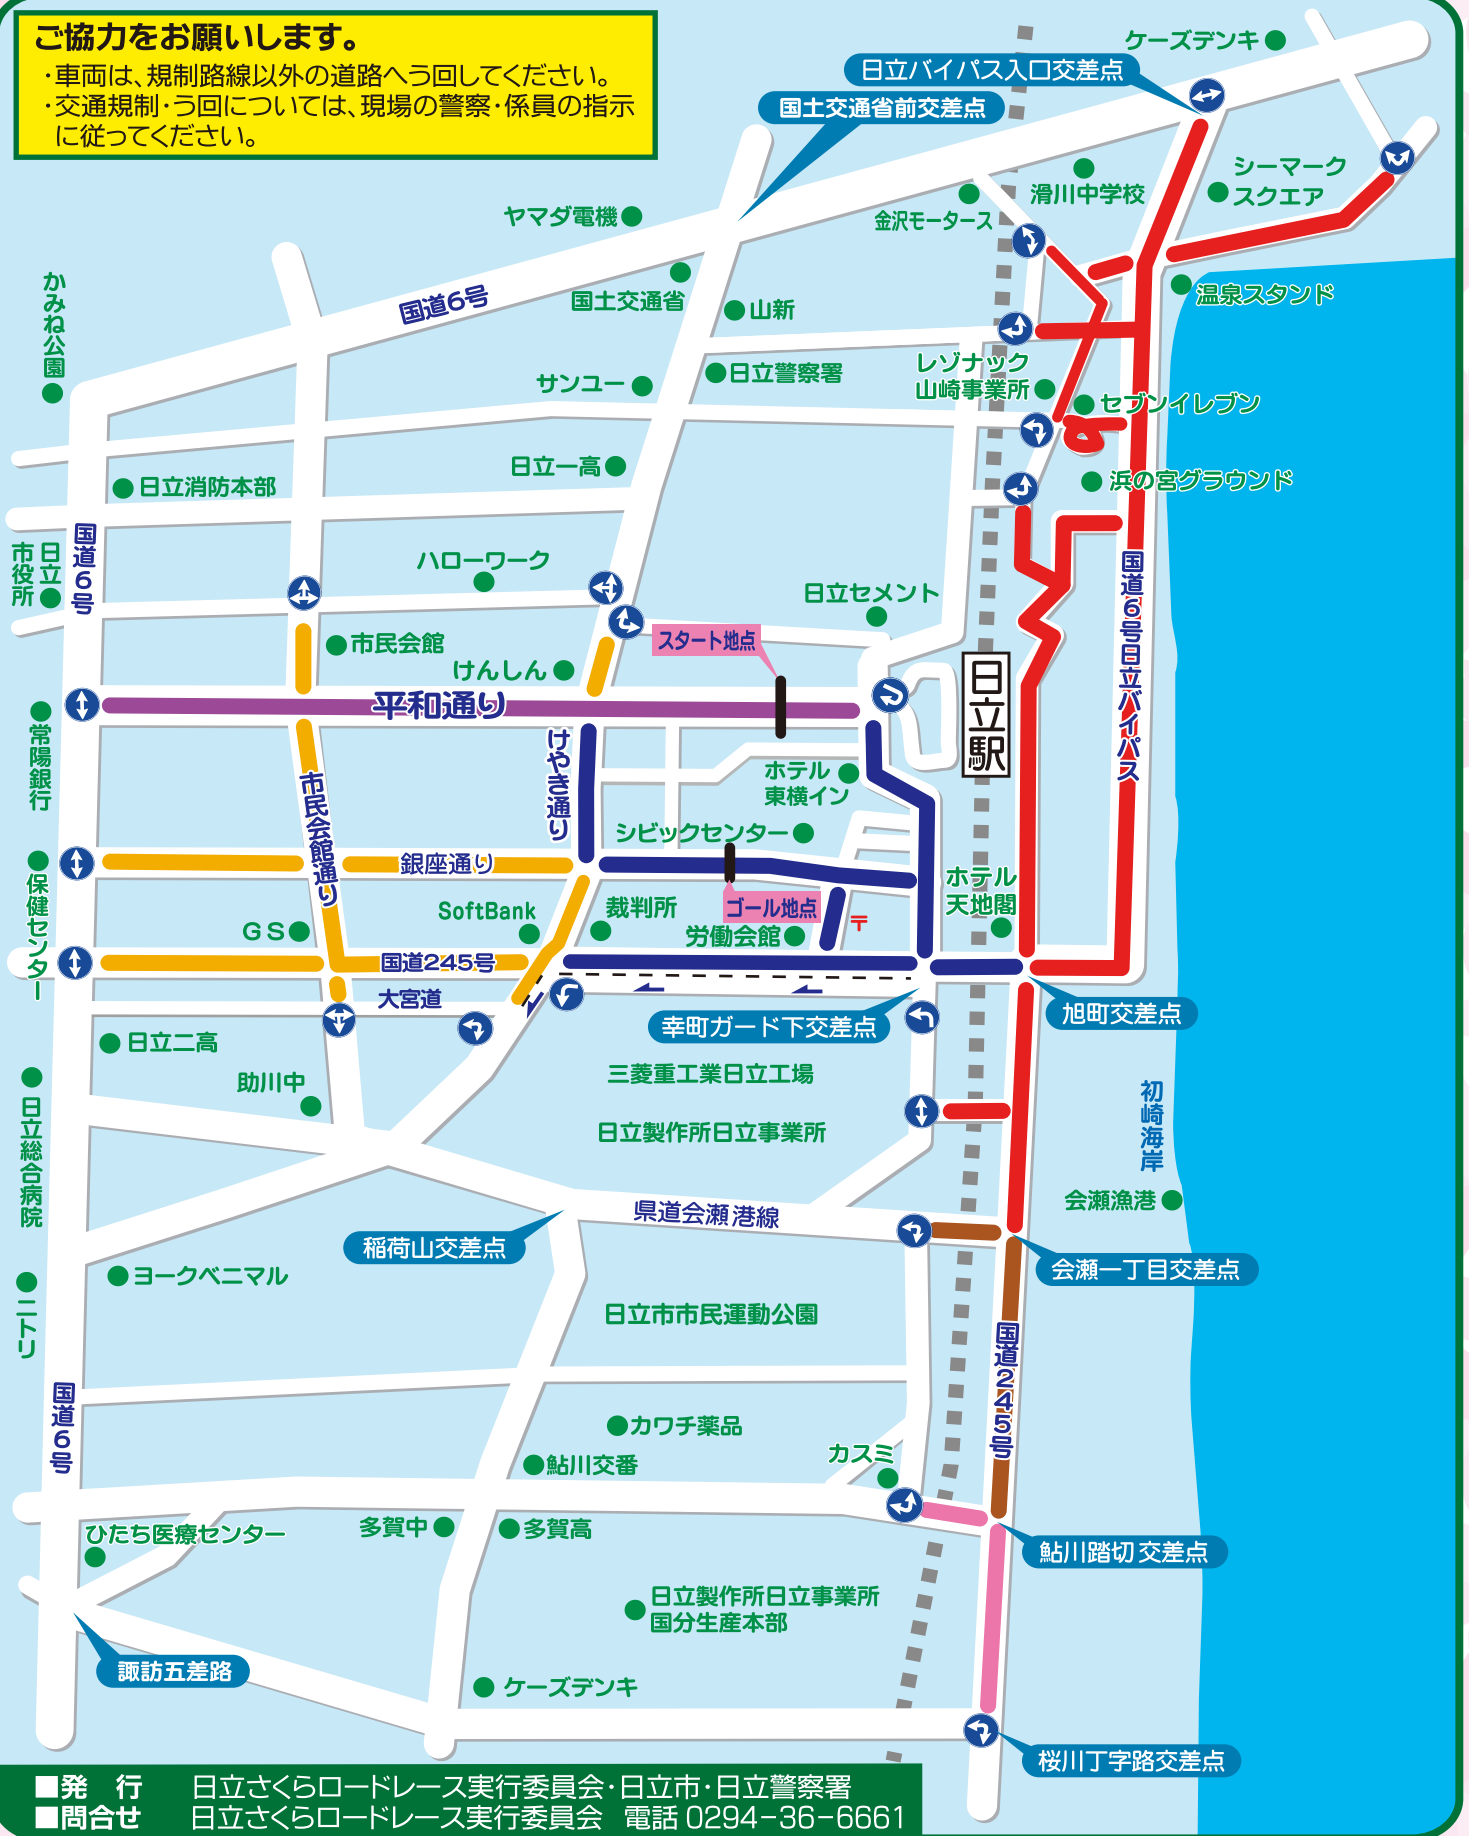 ご協力をお願いします。
・車両は、規制路線以外の道路へう回してください。
・交通規制・う回については、現場の警察・係員の指示
に従ってください。
ケーズデンキ
日立バイパス入口交差点
国土交通省前交差点
シーマーク
スクエア
滑川中学校
金沢モータース
ヤマダ電機
国土交通省
山新
温泉スタンド
かみね公園
国道6号
日立警察署
レゾナック
山崎事業所
サンユー
セブンイレブン
日立一高
日立消防本部
浜の宮グラウンド
国道6号
日立
市役所
ハローワーク
日立セメント
国道6号日立バイパス
市民会館
けんしん
スタート地点
日立駅
平和通り
常陽銀行
けやき通り
市民会館通り
ホテル
東横イン
シビックセンター
保健センター
銀座通り
ホテル
天地閣
SoftBank
裁判所
ゴール地点
〒
GS
労働会館
国道245号
大宮道
幸町ガード下交差点
旭町交差点
日立二高
助川中
三菱重工業日立工場
日立製作所日立事業所
初崎海岸
日立総合病院
会瀬漁港
県道会瀬港線
稲荷山交差点
会瀬一丁目交差点
ヨークベニマル
ニトリ
日立市市民運動公園
国道245号
国道6号
カワチ薬品
カスミ
鮎川交番
ひたち医療センター
多賀中
多賀高
鮎川踏切交差点
日立製作所日立事業所
国分生産本部
諏訪五差路
ケーズデンキ
桜川丁字路交差点
■発　行　日立さくらロードレース実行委員会・日立市・日立警察署
■問合せ　日立さくらロードレース実行委員会　電話 0294-36-6661